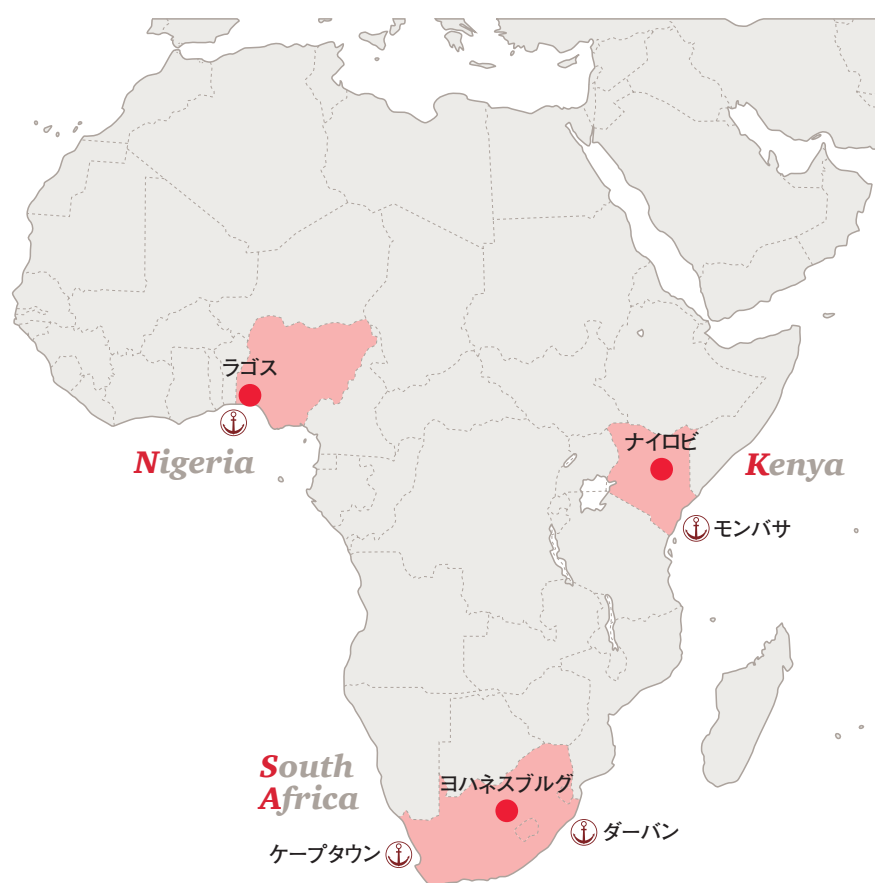 ラゴス
Nigeria
ナイロビ
Kenya
モンバサ
South
Africa
ヨハネスブルグ
ダーバン
ケープタウン